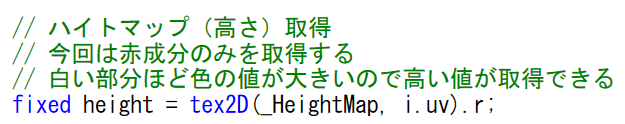 // ハイトマップ（高さ）取得
// 今回は赤成分のみを取得する
// 白い部分ほど色の値が大きいので高い値が取得できる
fixed height = tex2D(_HeightMap, i.uv).r;